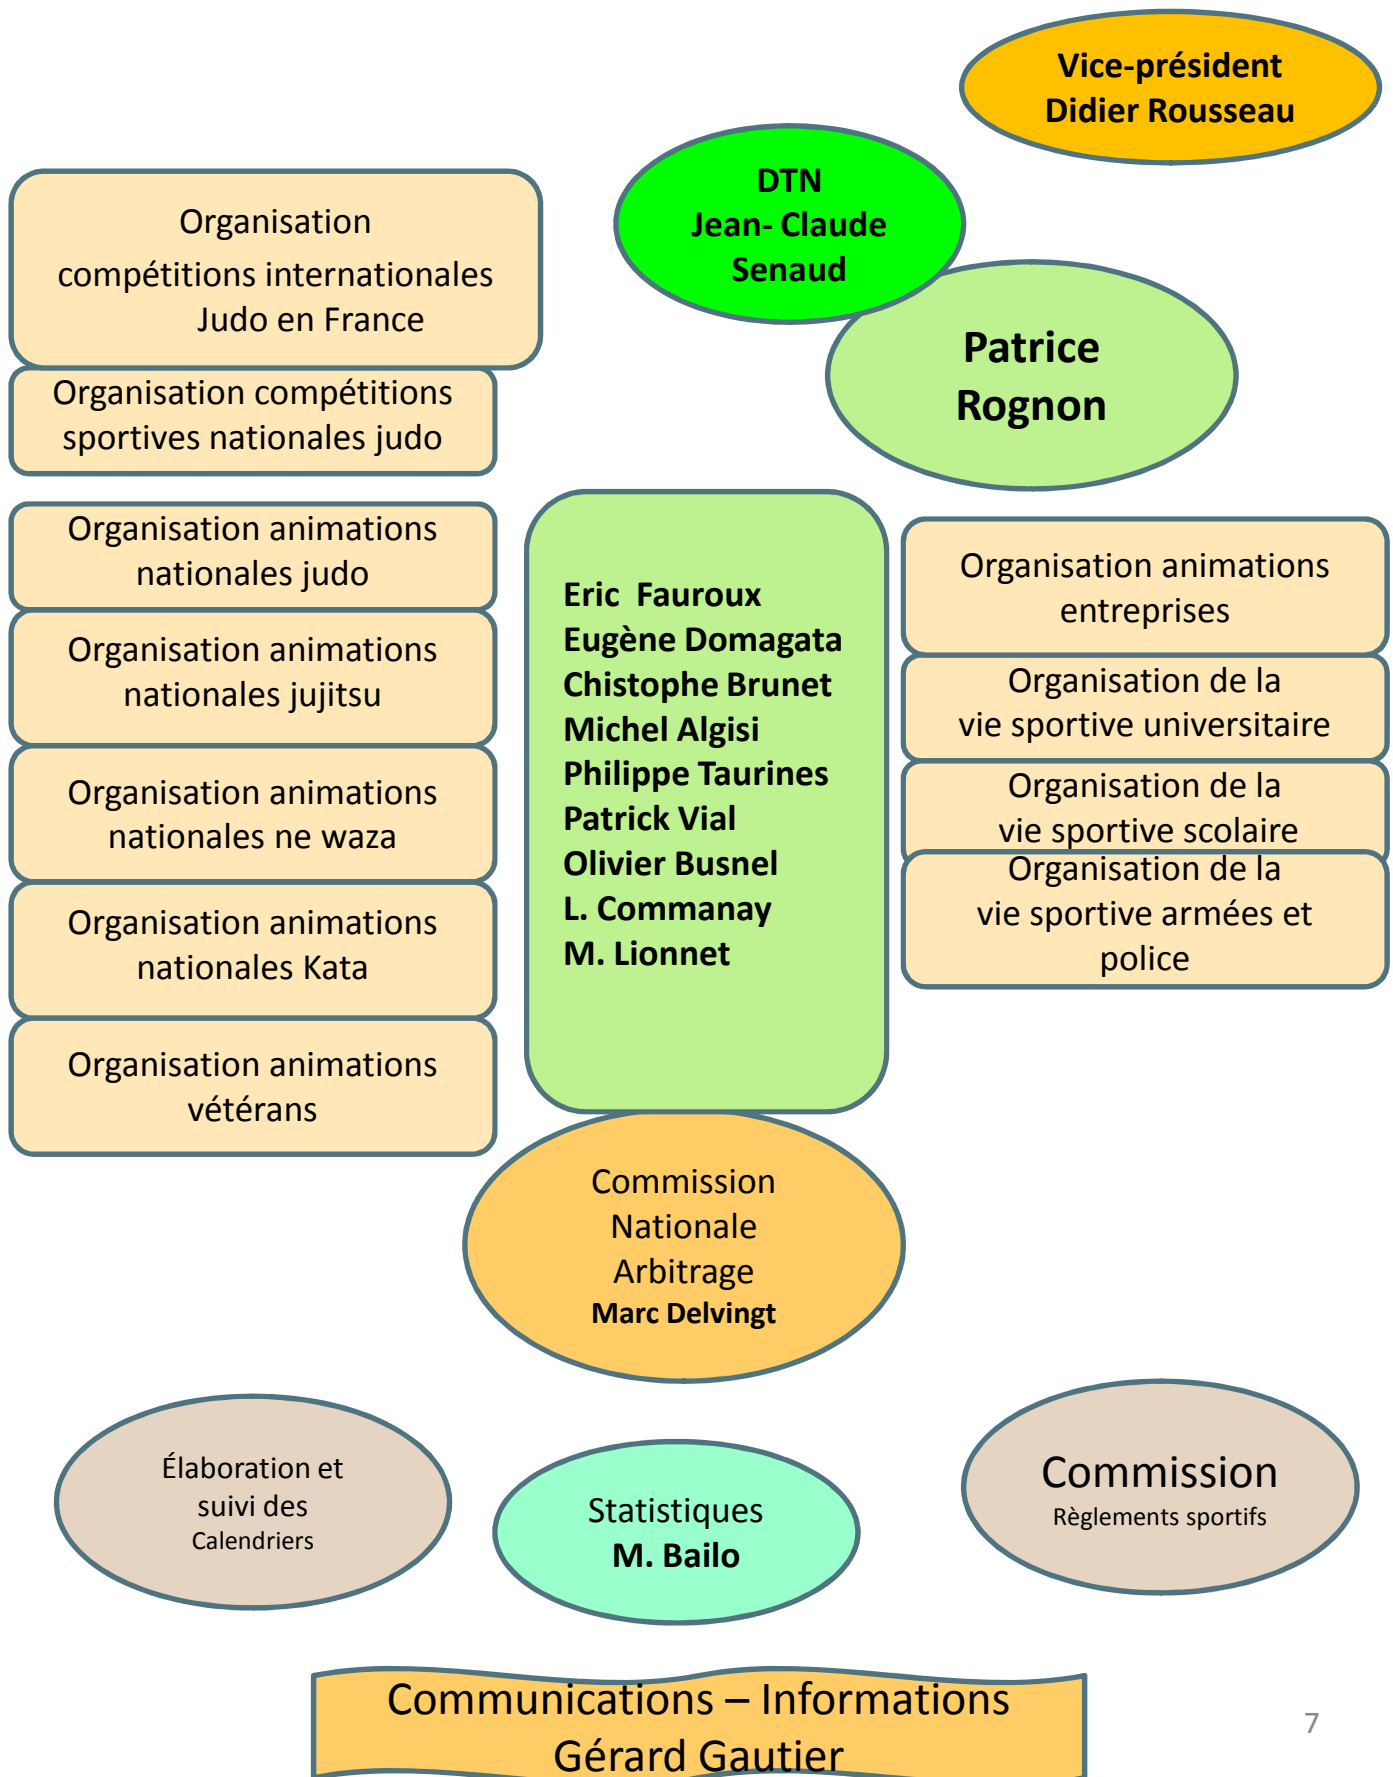 Vice-président
Didier Rousseau
DTN
Jean- Claude
Senaud
Patrice
Rognon
Organisation
compétitions internationales
Judo en France
Organisation compétitions
sportives nationales judo
Organisation animations
nationales judo
Organisation animations
nationales jujitsu
Organisation animations
nationales ne waza
Organisation animations
nationales Kata
Organisation animations
vétérans
Eric  Fauroux
Eugène Domagata
Chistophe Brunet
Michel Algisi
Philippe Taurines
Patrick Vial
Olivier Busnel
L. Commanay
M. Lionnet
Organisation animations
entreprises
Organisation de la
vie sportive universitaire
Organisation de la
vie sportive scolaire
Organisation de la
vie sportive armées et
police
Commission
Nationale
Arbitrage
Marc Delvingt
Élaboration et
suivi des
Calendriers
Statistiques
M. Bailo
Commission
Règlements sportifs
Communications – Informations
Gérard Gautier
7